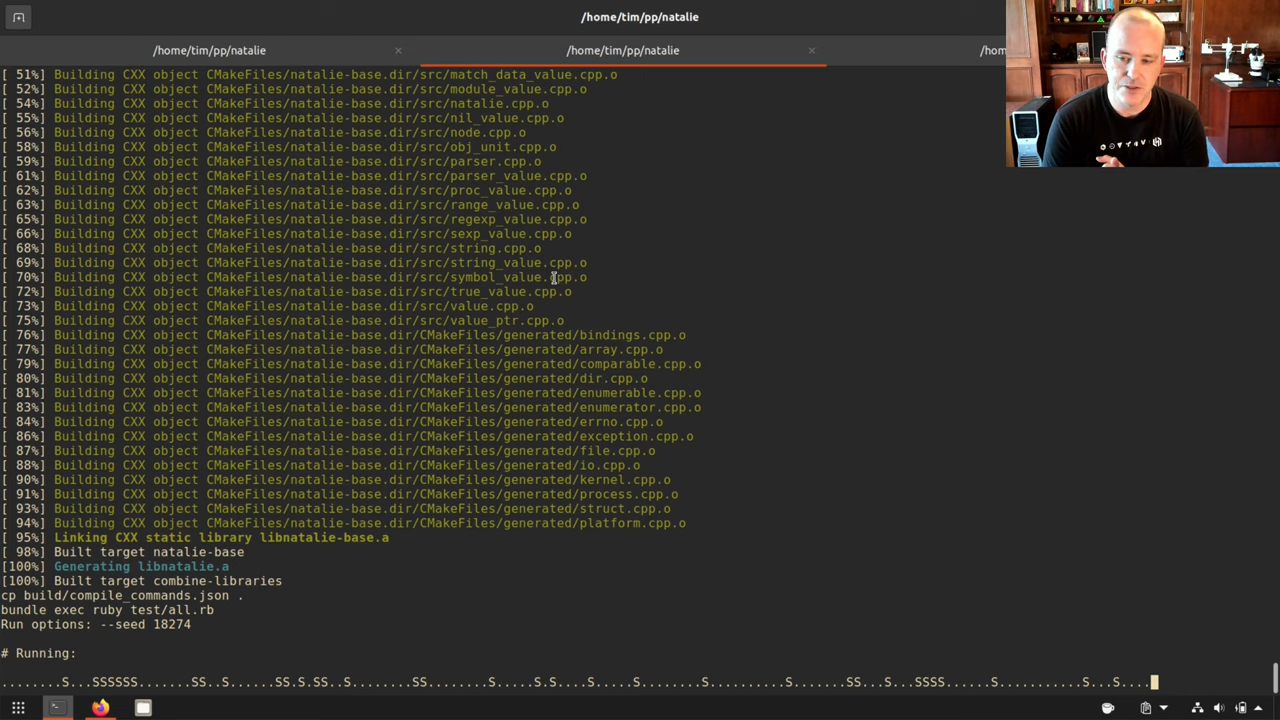 /home/tim/pp/natalie
/home/tim/pp/natalie
/home/tim/pp/natalie
[ 51%] Building CXX object CMakeFiles/natalie-base.dir/src/match_data_value.cpp.o
[ 52%] Building CXX object CMakeFiles/natalie-base.dir/src/module_value.cpp.o
[ 54%] Building CXX object CMakeFiles/natalie-base.dir/src/natalie.cpp.o
[ 55%] Building CXX object CMakeFiles/natalie-base.dir/src/nil_value.cpp.o
[ 56%] Building CXX object CMakeFiles/natalie-base.dir/src/node.cpp.o
[ 58%] Building CXX object CMakeFiles/natalie-base.dir/src/obj_unit.cpp.o
[ 59%] Building CXX object CMakeFiles/natalie-base.dir/src/parser.cpp.o
[ 61%] Building CXX object CMakeFiles/natalie-base.dir/src/parser_value.cpp.o
[ 62%] Building CXX object CMakeFiles/natalie-base.dir/src/proc_value.cpp.o
[ 63%] Building CXX object CMakeFiles/natalie-base.dir/src/range_value.cpp.o
[ 65%] Building CXX object CMakeFiles/natalie-base.dir/src/regexp_value.cpp.o
[ 66%] Building CXX object CMakeFiles/natalie-base.dir/src/sexp_value.cpp.o
[ 68%] Building CXX object CMakeFiles/natalie-base.dir/src/string.cpp.o
[ 69%] Building CXX object CMakeFiles/natalie-base.dir/src/string_value.cpp.o
[ 70%] Building CXX object CMakeFiles/natalie-base.dir/src/symbol_value.cpp.o
[ 72%] Building CXX object CMakeFiles/natalie-base.dir/src/true_value.cpp.o
[ 73%] Building CXX object CMakeFiles/natalie-base.dir/src/value.cpp.o
[ 75%] Building CXX object CMakeFiles/natalie-base.dir/src/value_ptr.cpp.o
[ 76%] Building CXX object CMakeFiles/natalie-base.dir/CMakeFiles/generated/bindings.cpp.o
[ 77%] Building CXX object CMakeFiles/natalie-base.dir/CMakeFiles/generated/array.cpp.o
[ 79%] Building CXX object CMakeFiles/natalie-base.dir/CMakeFiles/generated/comparable.cpp.o
[ 80%] Building CXX object CMakeFiles/natalie-base.dir/CMakeFiles/generated/dir.cpp.o
[ 81%] Building CXX object CMakeFiles/natalie-base.dir/CMakeFiles/generated/enumerable.cpp.o
[ 83%] Building CXX object CMakeFiles/natalie-base.dir/CMakeFiles/generated/enumerator.cpp.o
[ 84%] Building CXX object CMakeFiles/natalie-base.dir/CMakeFiles/generated/errno.cpp.o
[ 86%] Building CXX object CMakeFiles/natalie-base.dir/CMakeFiles/generated/exception.cpp.o
[ 87%] Building CXX object CMakeFiles/natalie-base.dir/CMakeFiles/generated/file.cpp.o
[ 88%] Building CXX object CMakeFiles/natalie-base.dir/CMakeFiles/generated/io.cpp.o
[ 90%] Building CXX object CMakeFiles/natalie-base.dir/CMakeFiles/generated/kernel.cpp.o
[ 91%] Building CXX object CMakeFiles/natalie-base.dir/CMakeFiles/generated/process.cpp.o
[ 93%] Building CXX object CMakeFiles/natalie-base.dir/CMakeFiles/generated/struct.cpp.o
[ 94%] Building CXX object CMakeFiles/natalie-base.dir/CMakeFiles/generated/platform.cpp.o
[ 95%] Linking CXX static library libnatalie-base.a
[ 98%] Built target natalie-base
[100%] Generating libnatalie.a
[100%] Built target combine-libraries
cp build/compile_commands.json .
bundle exec ruby test/all.rb
Run options: --seed 18274
# Running:
........S...SSSSSS.......SS..S......SS.S.SS..S........SS.............S.S....S........S..........S.......SS...SSSS......S...........S...S....